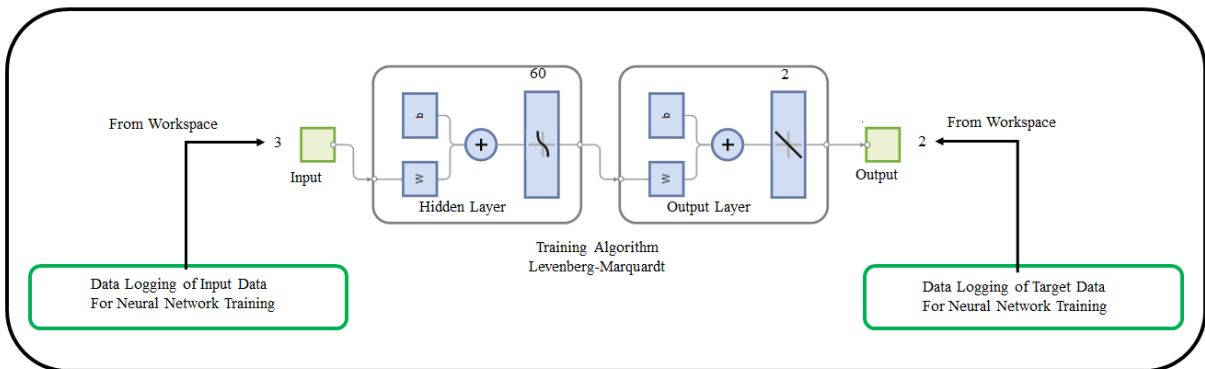 60
2
From Workspace
3
b
W
Input
Hidden Layer
b
W
Output Layer
Output
2
From Workspace
Training Algorithm
Levenberg-Marquardt
Data Logging of Input Data
For Neural Network Training
Data Logging of Target Data
For Neural Network Training